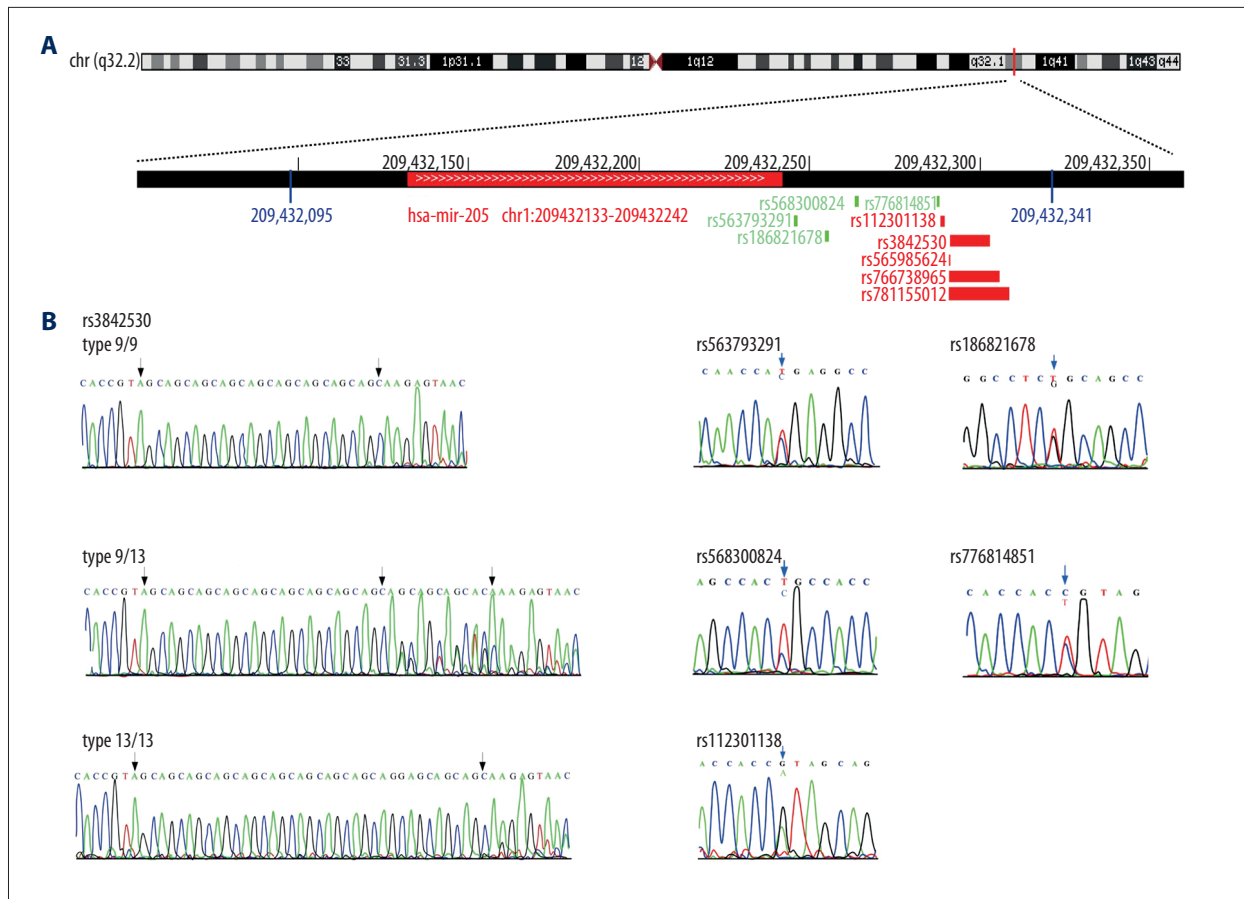 A
chr (q32.2)
33
31.3
1p31.1
12
1q12
q32.1
1q41
1q43
q44
209,432,150
209,432,200
209,432,250
209,432,300
209,432,350
>>>>>>>>>>>>>>>>>>>>>>>>>>>>>>>>>>>>>>>>>>>>>>>>
209,432,095
hsa-mir-205 chr1:209432133-209432242
rs568300824
rs776814851
209,432,341
rs563793291
rs112301138
rs186821678
rs3842530
rs565985624
rs766738965
rs781155012
B
rs3842530
type 9/9
CACCGTAGCAGCAGCAGCAGCAGCAGCAGCAGCAAGAGTAAC
rs563793291
CAACCATGAGGCC
C
rs186821678
GGCCTCTGCAGCC
G
type 9/13
CACCGTAGCAGCAGCAGCAGCAGCAGCAGCAGCAGCAGCAGCACAAAGAGTAAC
rs568300824
AGCCACTGCCACC
C
rs776814851
CACCACCGTAG
T
type 13/13
CACCGTAGCAGCAGCAGCAGCAGCAGCAGCAGCAGGAGCAGCAGCAAGAGTAAC
rs112301138
ACCACCGTAGCAG
A